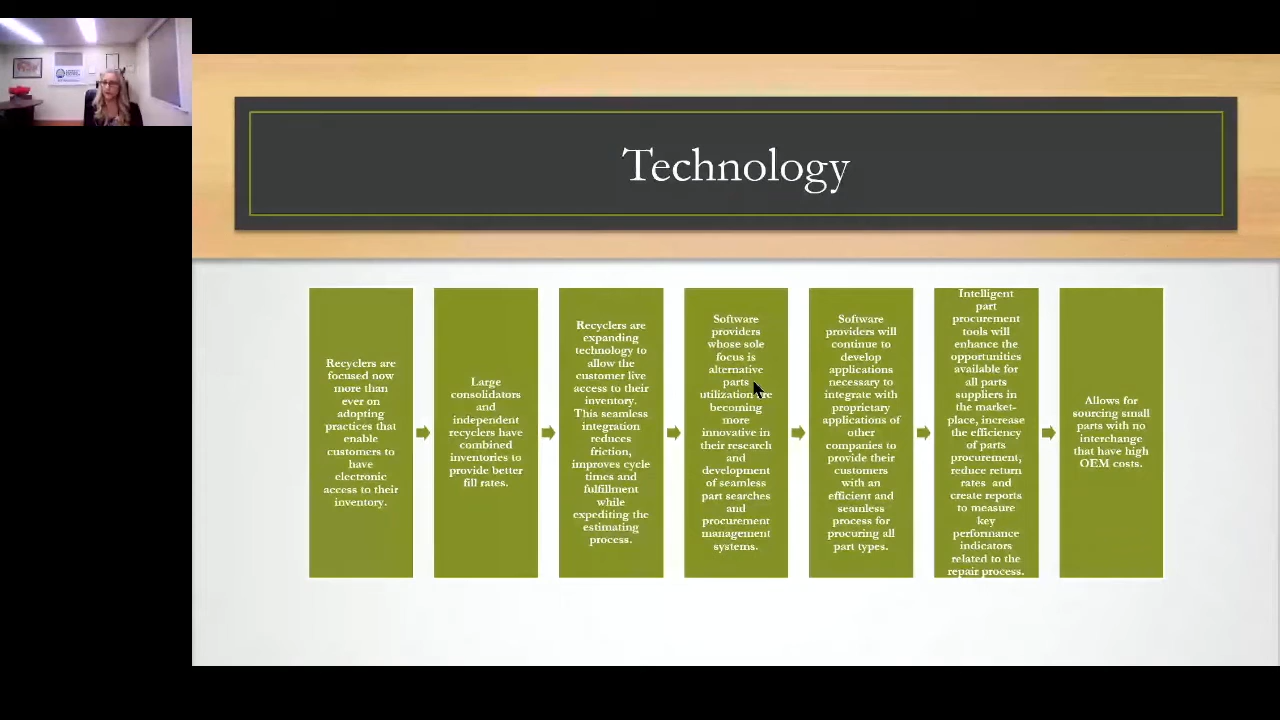 Technology
Recyclers are
focused now
more than
ever on
adopting
practices that
enable
customers to
have
electronic
access to their
inventory.
Large
consolidators
and
independent
recyclers have
combined
inventories to
provide better
fill rates.
Recyclers are
expanding
technology to
allow the
customer live
access to their
inventory.
This seamless
integration
reduces
friction,
improves cycle
times and
fulfillment
while
expediting the
estimating
process.
Software
providers
whose sole
focus is
alternative
parts
utilization are
becoming
more
innovative in
their research
and
development
of seamless
part searches
and
procurement
management
systems.
Software
providers will
continue to
develop
applications
necessary to
integrate with
proprietary
applications of
other
companies to
provide their
customers
with an
efficient and
seamless
process for
procuring all
part types.
Intelligent
part
procurement
tools will
enhance the
opportunities
available for
all parts
suppliers in
the market-
place, increase
the efficiency
of parts
procurement,
reduce return
rates and
create reports
to measure
key
performance
indicators
related to the
repair process.
Allows for
sourcing small
parts with no
interchange
that have high
OEM costs.